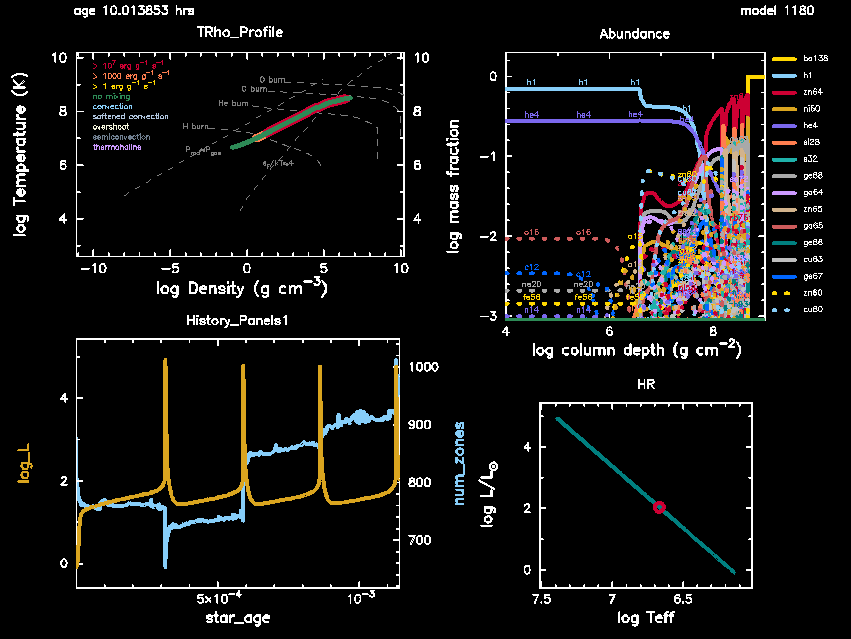 age 10.013853 hrs
model 1180
TRho_Profile
> 10⁷ erg g⁻¹ s⁻¹
> 1000 erg g⁻¹ s⁻¹
> 1 erg g⁻¹ s⁻¹
no mixing
convection
softened convection
overshoot
semiconvection
thermohaline
O burn
C burn
He burn
H burn
10
8
6
4
10
8
6
4
log Temperature (K)
−10
−5
0
5
10
log Density (g cm⁻³)
Abundance
0
−1
−2
−3
log mass fraction
h1
h1
h1
h1
he4
he4
he4
he4
o16
o16
c12
c12
ne20
ne20
fe56
fe56
n14
n14
4
6
8
log column depth (g cm⁻²)
ba138
h1
zn64
ni60
he4
si28
s32
ge68
ga64
zn65
ga65
ge66
cu63
ge67
zn60
cu60
History_Panels1
4
2
0
log_L
1000
900
800
700
num_zones
5×10⁻⁴
10⁻³
star_age
HR
4
2
0
log L/L☉
7.5
7
6.5
log Teff